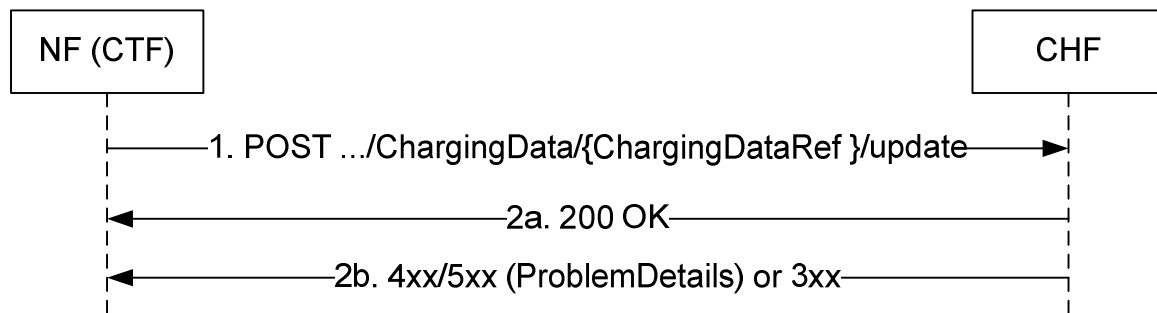 NF (CTF)
CHF
1. POST .../ChargingData/{ChargingDataRef }/update
2a. 200 OK
2b. 4xx/5xx (ProblemDetails) or 3xx